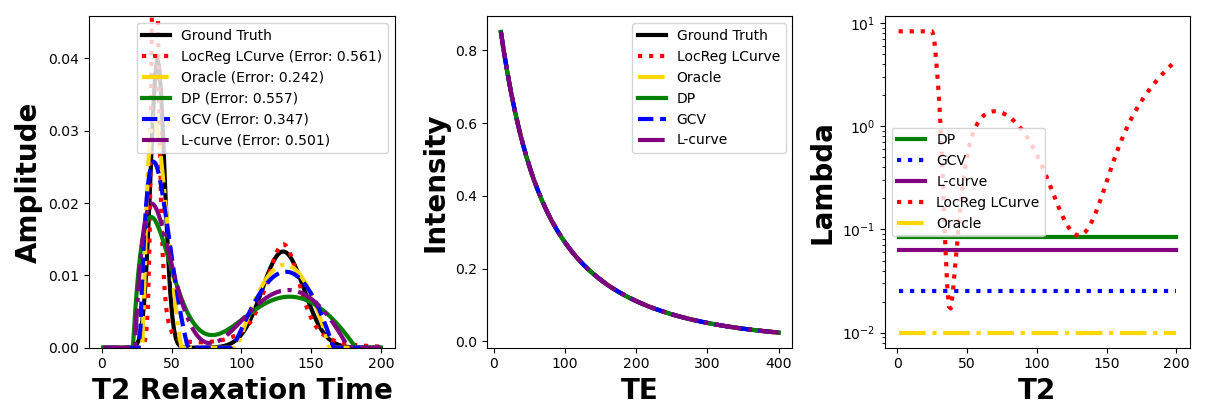 Amplitude
0.04
0.03
0.02
0.01
0.00
Ground Truth
LocReg LCurve (Error: 0.561)
Oracle (Error: 0.242)
DP (Error: 0.557)
GCV (Error: 0.347)
L-curve (Error: 0.501)
0 50 100 150 200
T2 Relaxation Time
Intensity
0.8
0.6
0.4
0.2
0.0
Ground Truth
LocReg LCurve
Oracle
DP
GCV
L-curve
0 100 200 300 400
TE
Lambda
10¹
10⁰
10⁻¹
10⁻²
DP
GCV
L-curve
LocReg LCurve
Oracle
0 50 100 150 200
T2